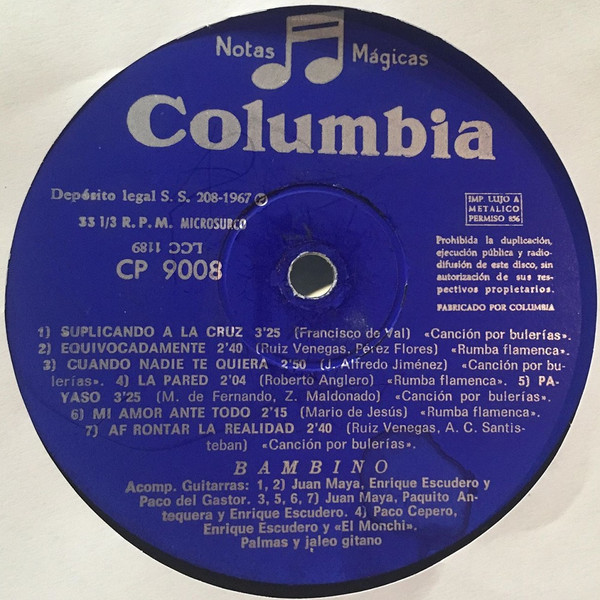 Notas Mágicas
Columbia
Depósito legal S. S. 208-1967 Ⓟ
33 1/3 R. P. M. MICROSURCO
LCC 1189
CP 9008
IMP. LUJO A
METALICO
PERMISO 856
Prohibida la duplicación,
ejecución pública y radio-
difusión de este disco, sin
autorización de sus res-
pectivos propietarios.
FABRICADO POR COLUMBIA
1) SUPLICANDO A LA CRUZ 3'25 (Francisco de Val) «Canción por bulerías».
2) EQUIVOCADAMENTE 2'40 (Ruiz Venegas, Pérez Flores) «Rumba flamenca».
3) CUANDO NADIE TE QUIERA 2'50 (J. Alfredo Jiménez) «Canción por bu-
lerías». 4) LA PARED 2'04 (Roberto Anglero) «Rumba flamenca». 5) PA-
YASO 3'25 (M. de Fernando, Z. Maldonado) «Canción por bulerías».
6) MI AMOR ANTE TODO 2'15 (Mario de Jesús) «Rumba flamenca».
7) AF RONTAR LA REALIDAD 2'40 (Ruiz Venegas, A. C. Santis-
teban) «Canción por bulerías».
BAMBINO
Acomp. Guitarras: 1, 2) Juan Maya, Enrique Escudero y
Paco del Gastor. 3, 5, 6, 7) Juan Maya, Paquito An-
tequera y Enrique Escudero. 4) Paco Cepero,
Enrique Escudero y «El Monchi».
Palmas y jaleo gitano